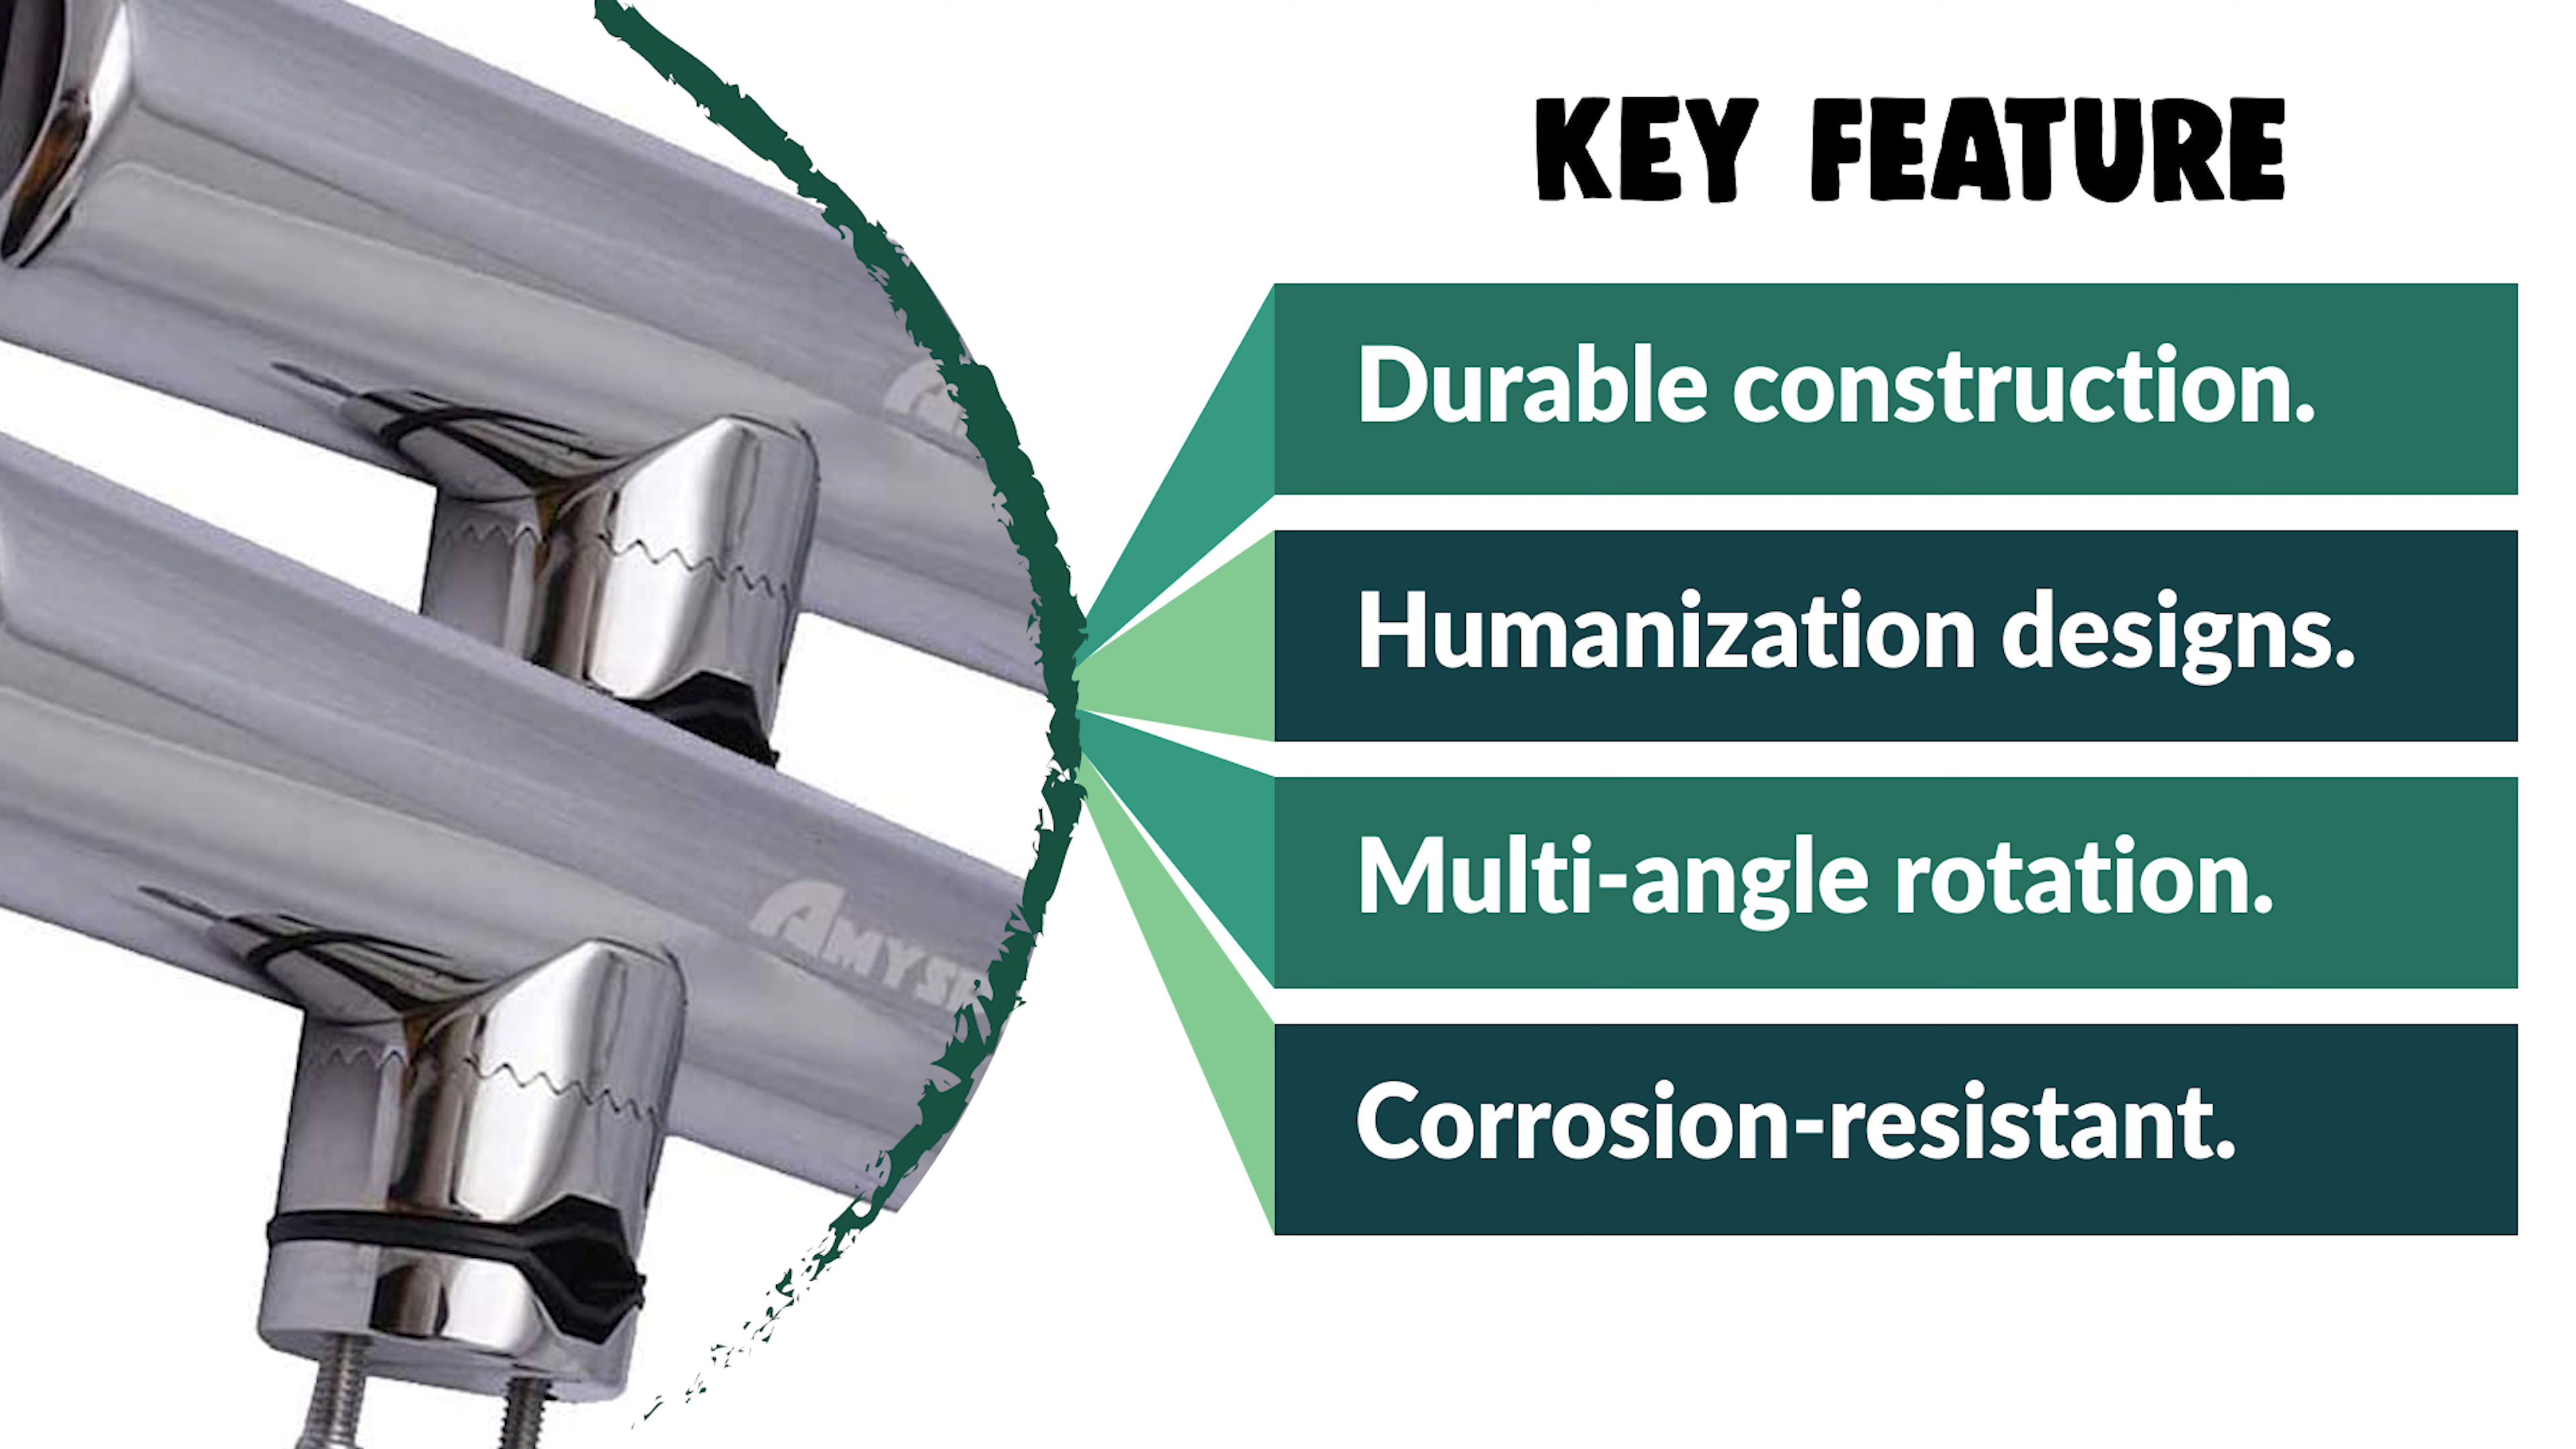 KEY FEATURE
Durable construction.
Humanization designs.
Multi-angle rotation.
Corrosion-resistant.